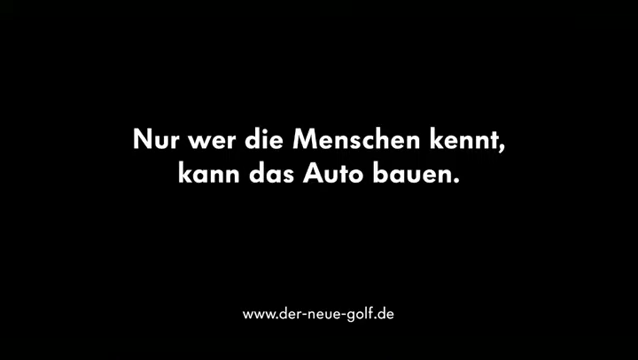 Nur wer die Menschen kennt,
kann das Auto bauen.
www.der-neue-golf.de